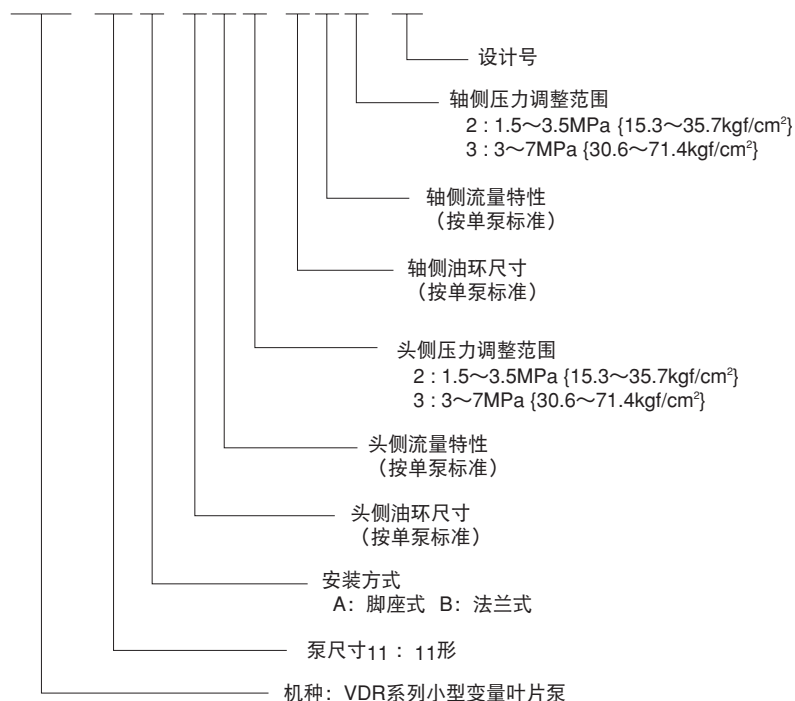 设计号
轴侧压力调整范围
2 : 1.5～3.5MPa {15.3～35.7kgf/cm²}
3 : 3～7MPa {30.6～71.4kgf/cm²}
轴侧流量特性
（按单泵标准）
轴侧油环尺寸
（按单泵标准）
头侧压力调整范围
2 : 1.5～3.5MPa {15.3～35.7kgf/cm²}
3 : 3～7MPa {30.6～71.4kgf/cm²}
头侧流量特性
（按单泵标准）
头侧油环尺寸
（按单泵标准）
安装方式
A：脚座式 B：法兰式
泵尺寸11 ： 11形
机种：VDR系列小型变量叶片泵